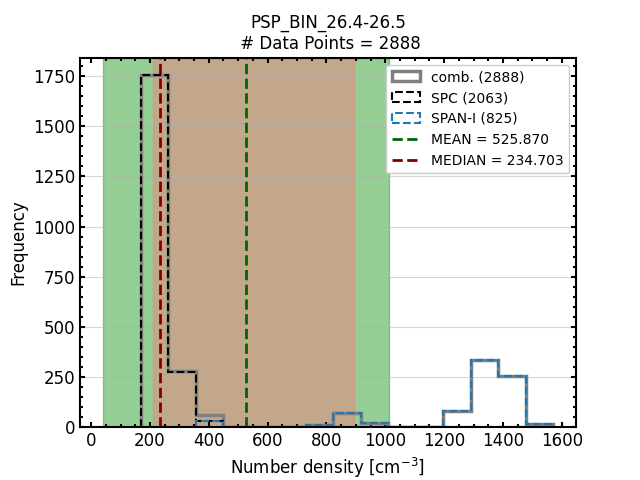 PSP_BIN_26.4-26.5
# Data Points = 2888
comb. (2888)
SPC (2063)
SPAN-I (825)
MEAN = 525.870
MEDIAN = 234.703
Frequency
1750
1500
1250
1000
750
500
250
0
0 200 400 600 800 1000 1200 1400 1600
Number density [cm⁻³]